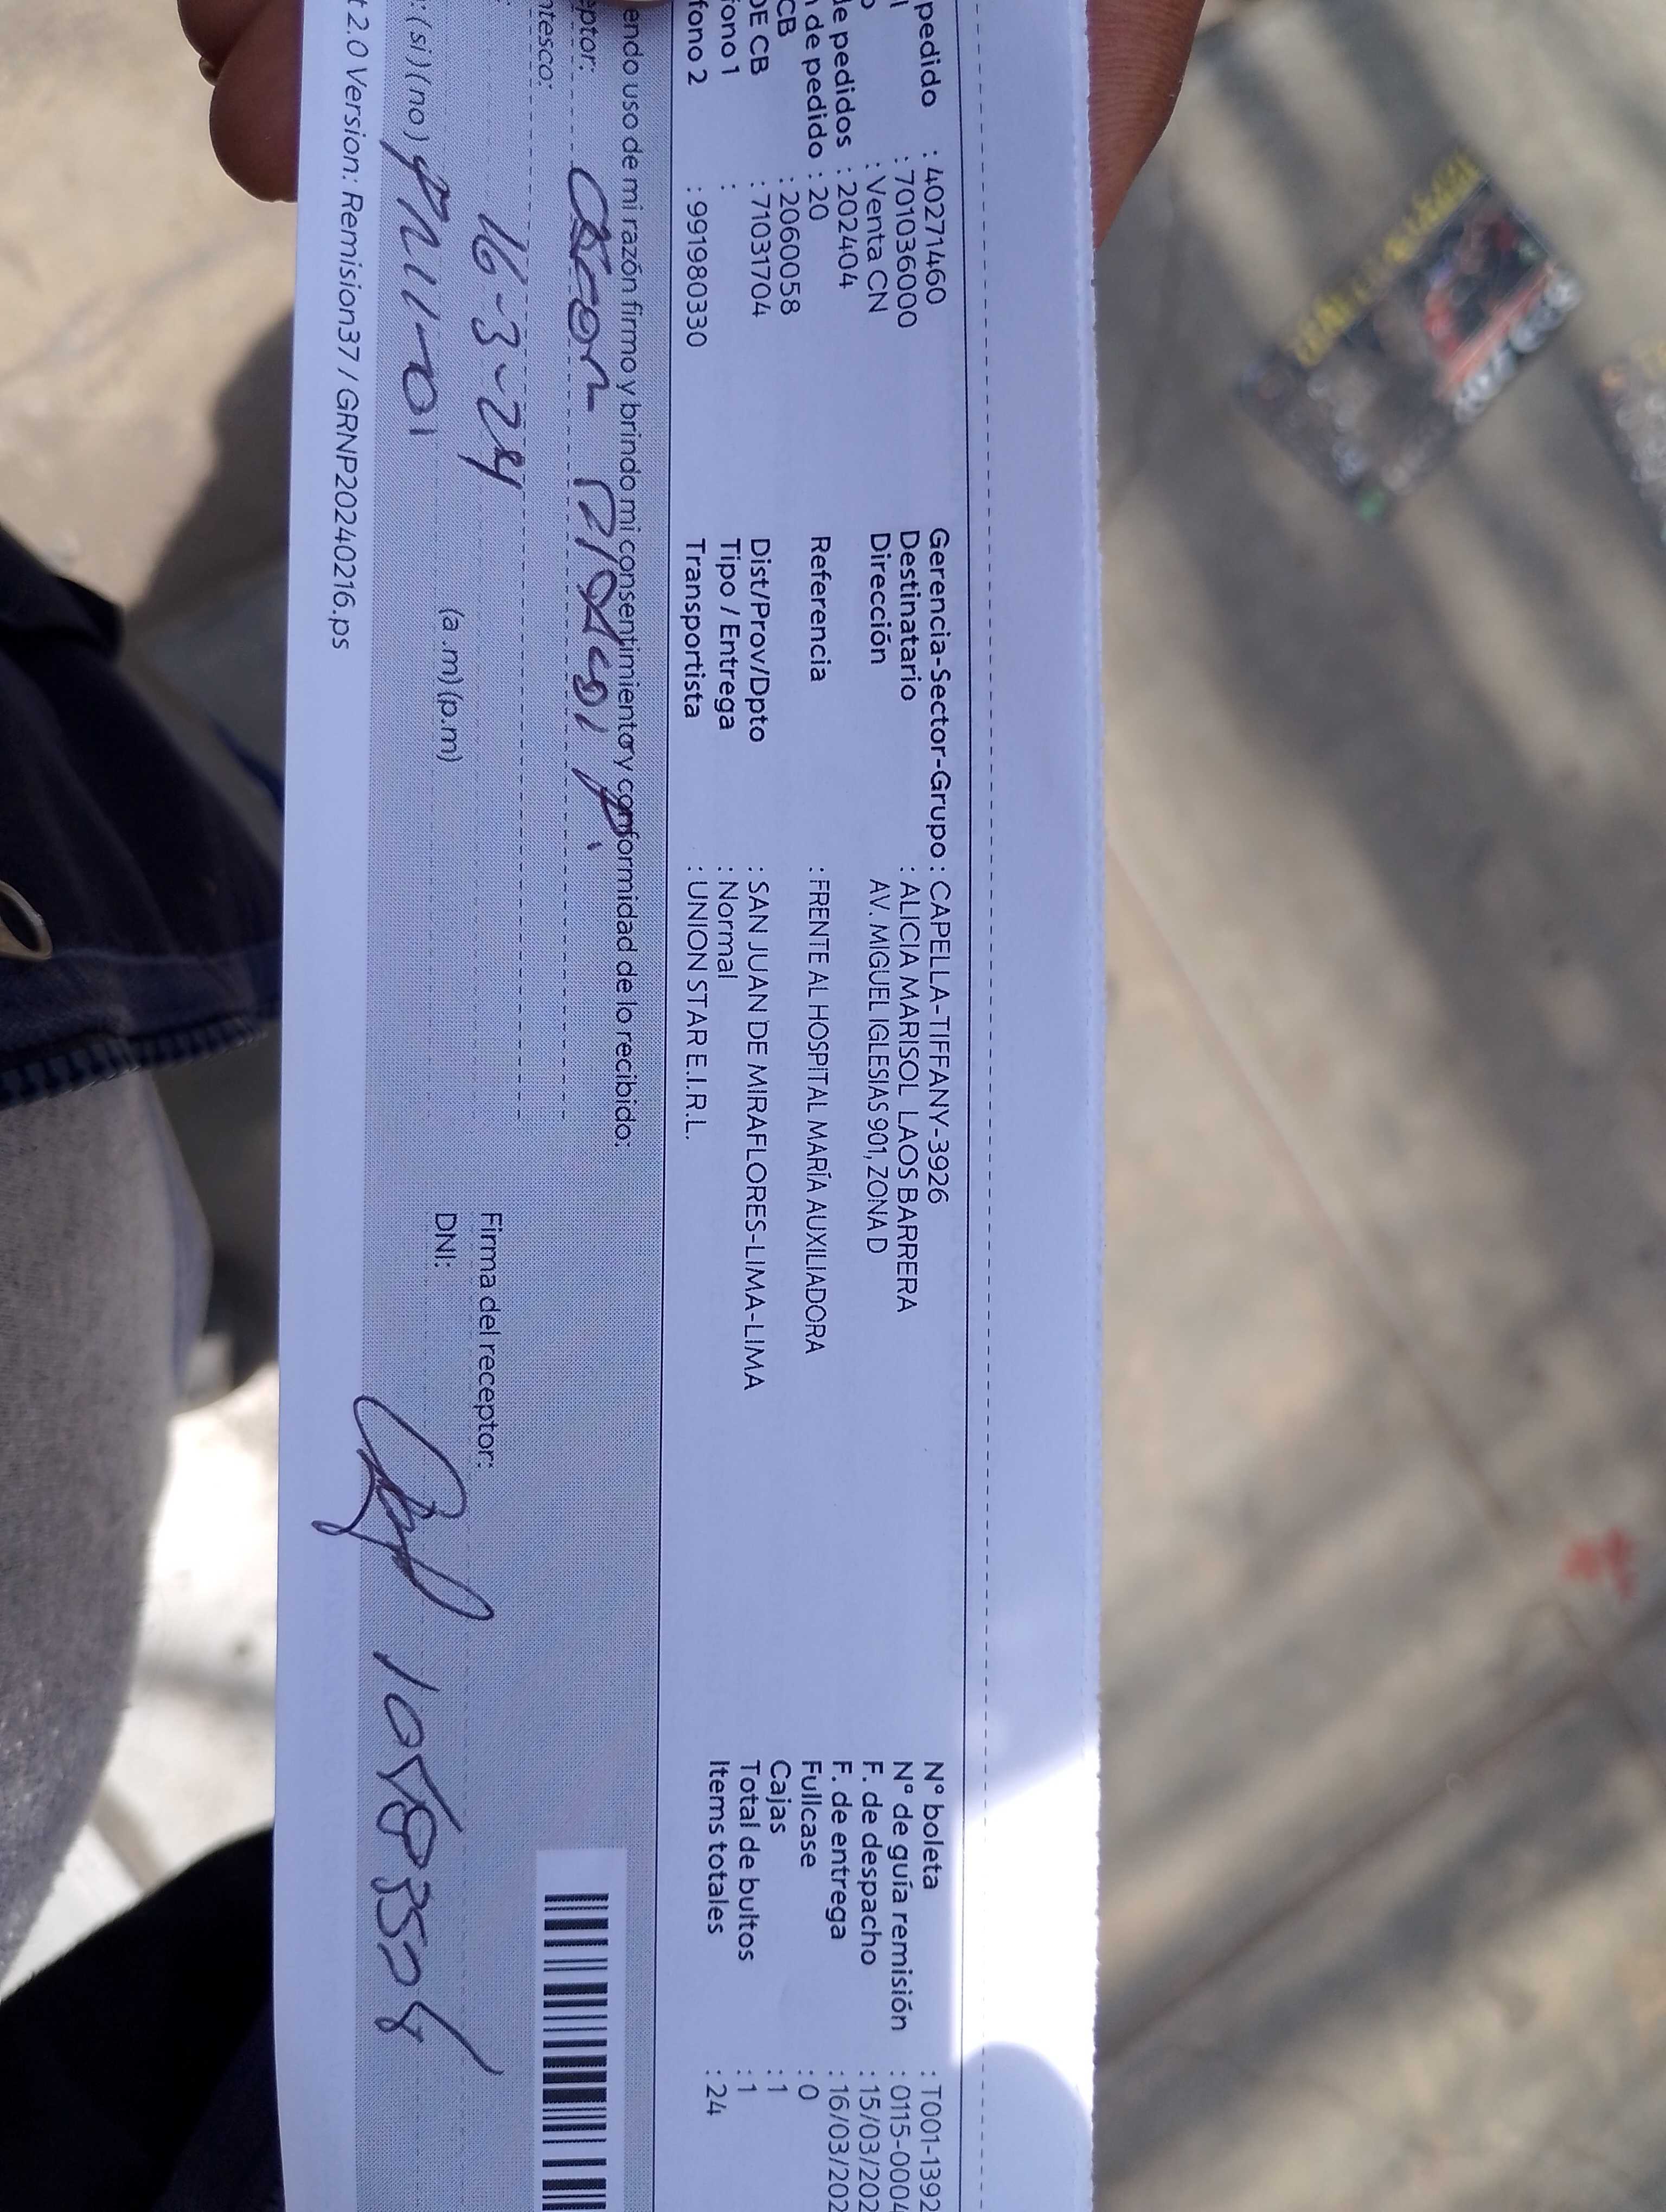 pedido : 40271460
: 701036000
: Venta CN
le pedidos : 202404
de pedido : 20
CB : 2060058
DE CB : 71031704
fono 1 :
fono 2 : 991980330
Gerencia-Sector-Grupo : CAPELLA-TIFFANY-3926
Destinatario : ALICIA MARISOL LAOS BARRERA
Dirección AV. MIGUEL IGLESIAS 901, ZONA D
Referencia : FRENTE AL HOSPITAL MARÍA AUXILIADORA
Dist/Prov/Dpto : SAN JUAN DE MIRAFLORES-LIMA-LIMA
Tipo / Entrega : Normal
Transportista : UNION STAR E.I.R.L.
N° boleta : T001-1392
N° de guía remisión : 0115-0004
F. de despacho : 15/03/202
F. de entrega : 16/03/202
Fullcase : 0
Cajas : 1
Total de bultos : 1
Items totales : 24
endo uso de mi razón firmo y brindo mi consentimiento y conformidad de lo recibido:
eptor:
ntesco:
16-3-24
(a.m)(p.m)
: (si)(no)
Firma del receptor:
DNI:
t 2.0 Version: Remision37 / GRNP20240216.ps